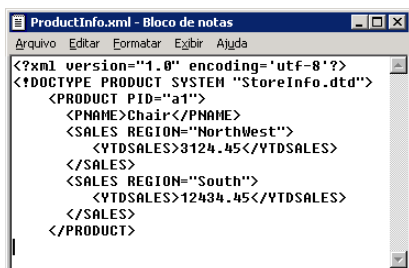 ProductInfo.xml - Bloco de notas
Arquivo Editar Formatar Exibir Ajuda
<?xml version="1.0" encoding='utf-8'?>
<!DOCTYPE PRODUCT SYSTEM "StoreInfo.dtd">
<PRODUCT PID="a1">
<PNAME>Chair</PNAME>
<SALES REGION="NorthWest">
<YTDSALES>3124.45</YTDSALES>
</SALES>
<SALES REGION="South">
<YTDSALES>12434.45</YTDSALES>
</SALES>
</PRODUCT>